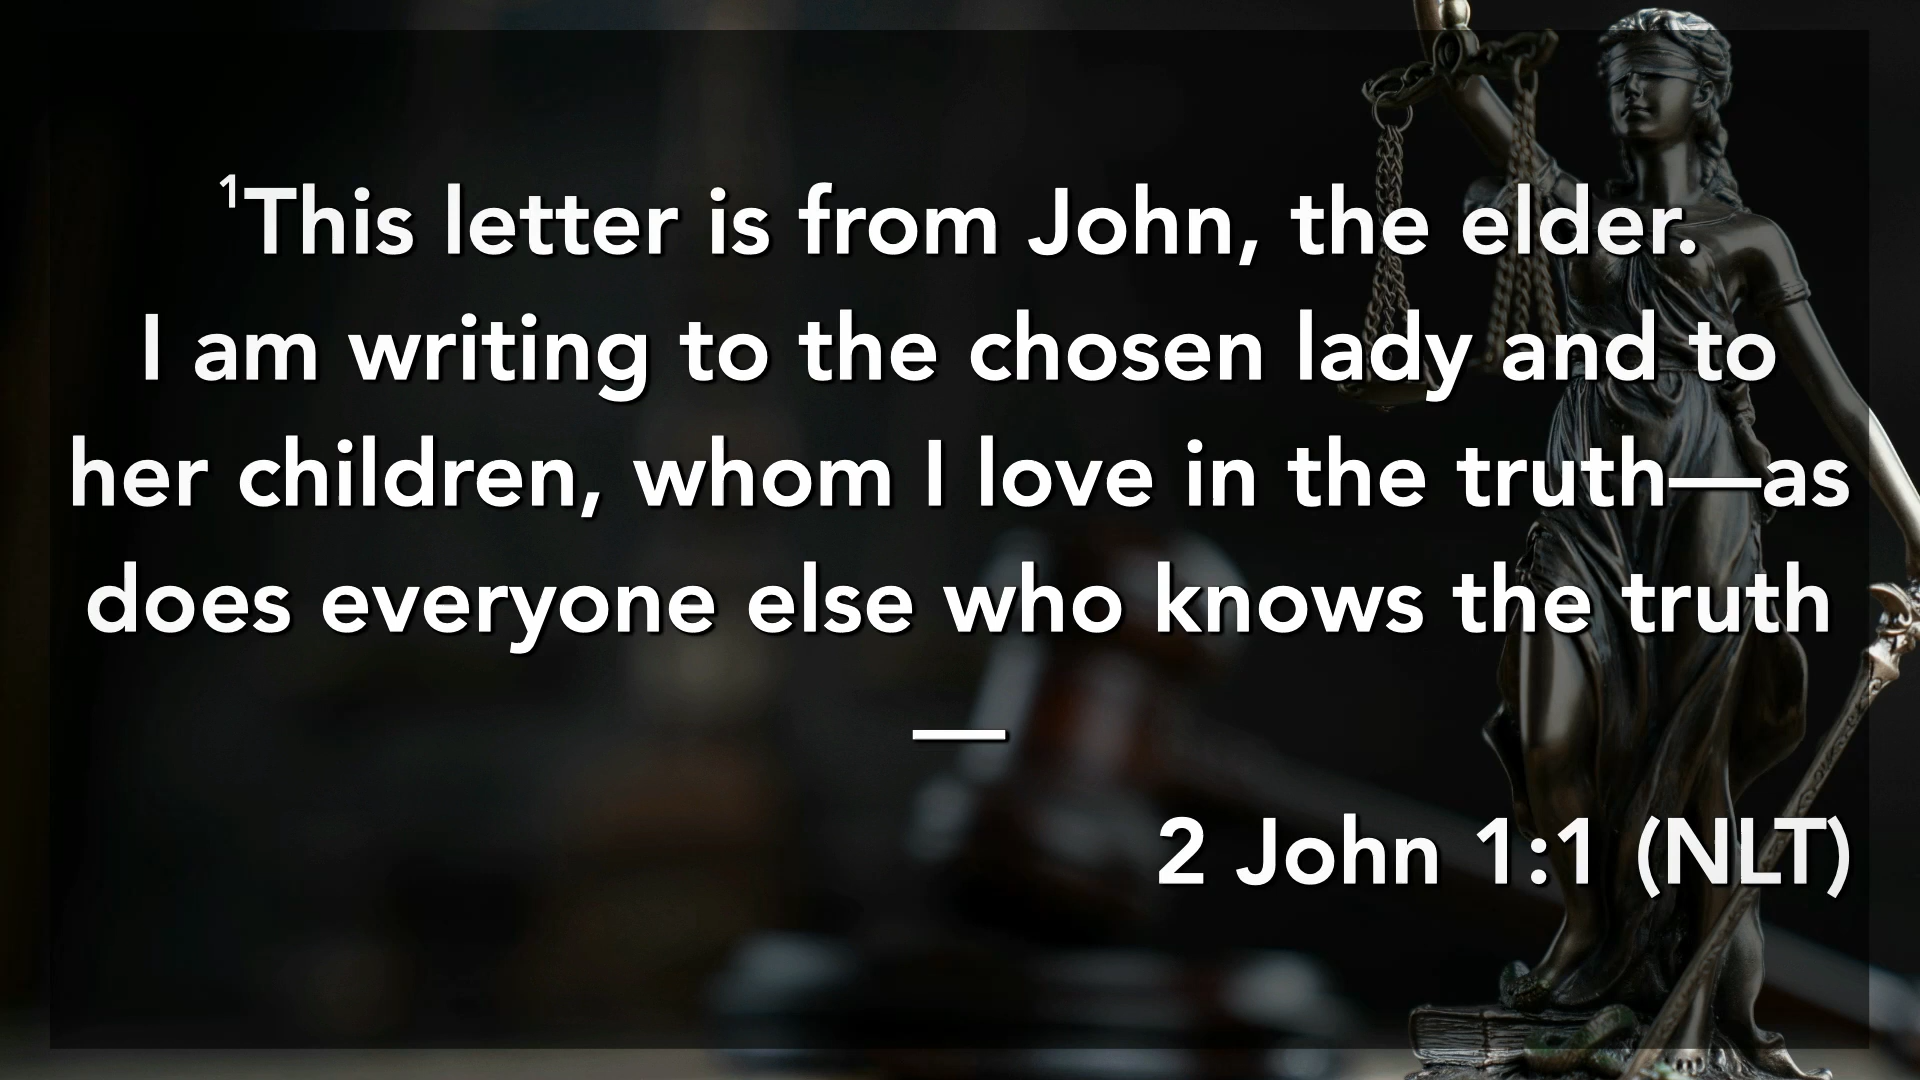 ¹This letter is from John, the elder.
I am writing to the chosen lady and to
her children, whom I love in the truth—as
does everyone else who knows the truth
—
2 John 1:1 (NLT)